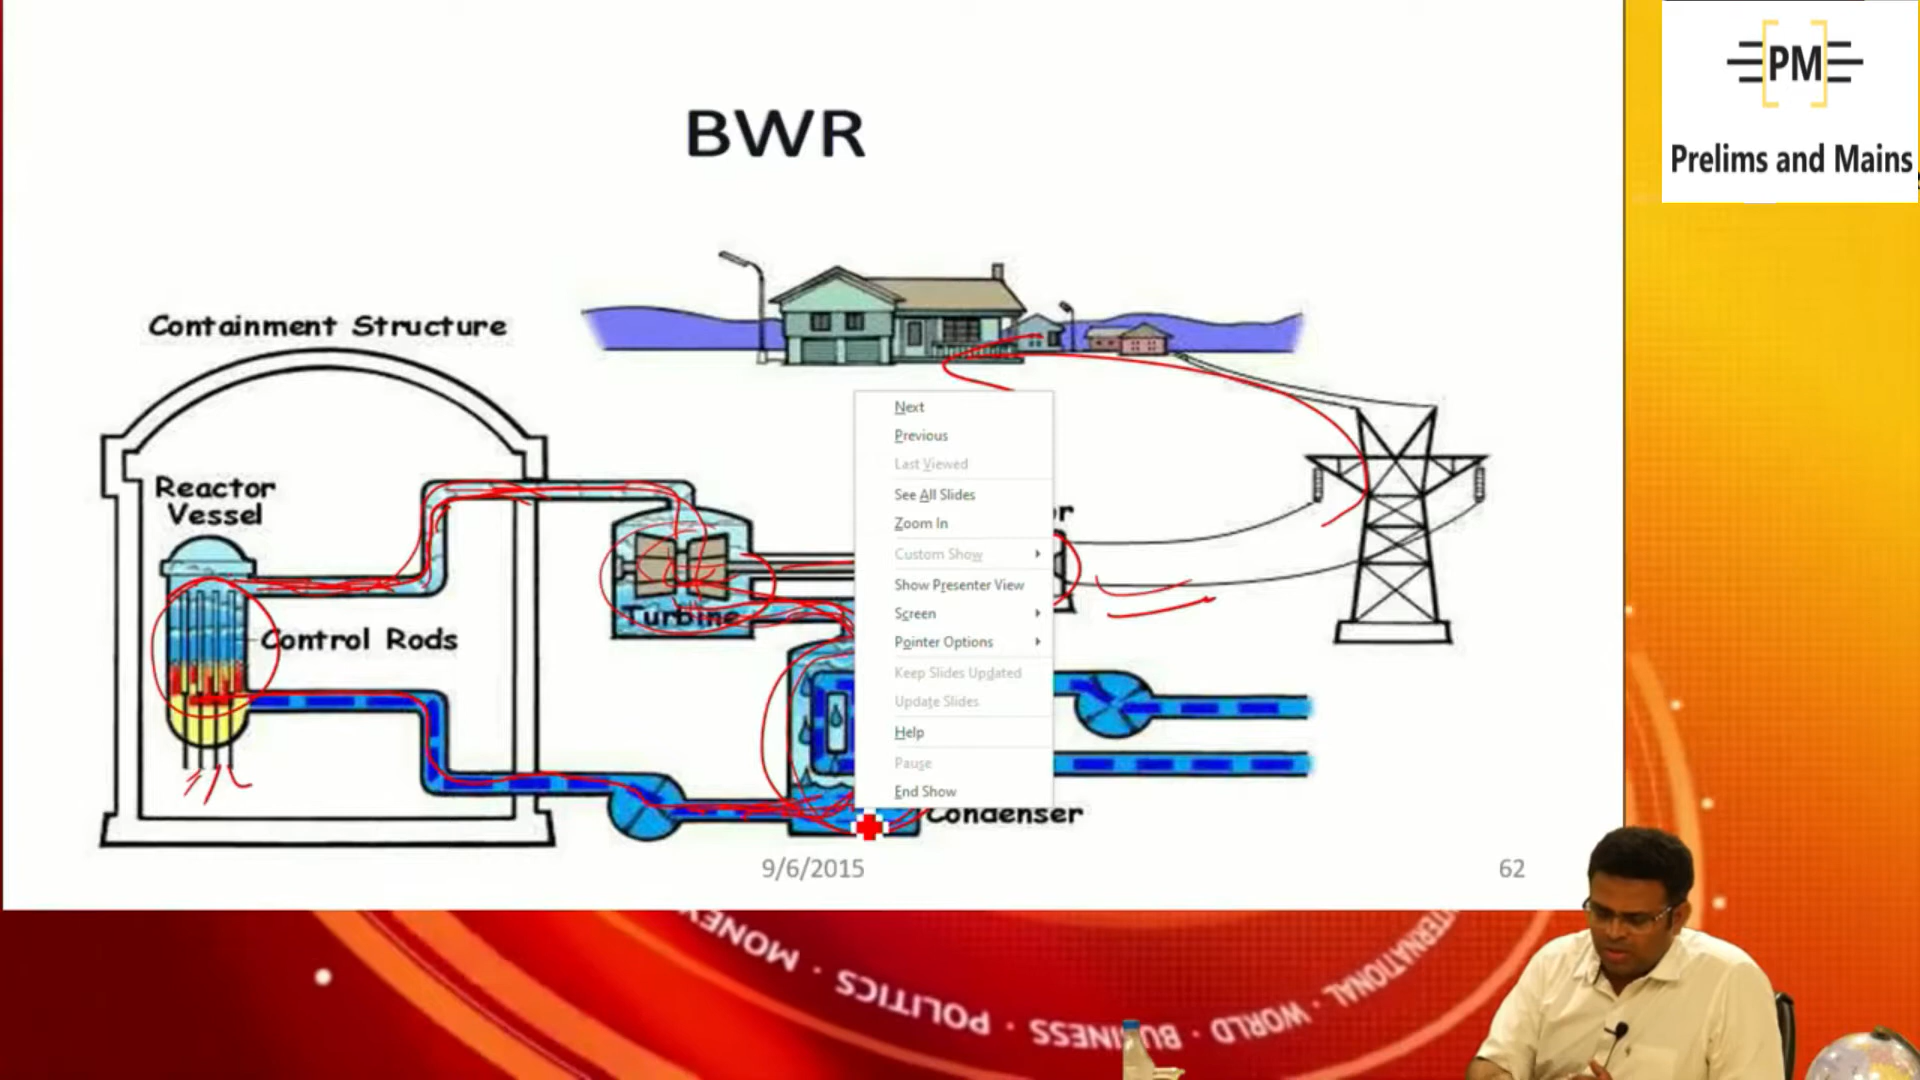 PM
Prelims and Mains
BWR
Containment Structure
Reactor
Vessel
Control Rods
Turbine
Next
Previous
Last Viewed
See All Slides
Zoom In
Custom Show
Show Presenter View
Screen
Pointer Options
Keep Slides Updated
Update Slides
Help
Pause
End Show
Condenser
9/6/2015
62
MONEY · POLITICS · BUSINESS · WORLD · INTERNATIONAL